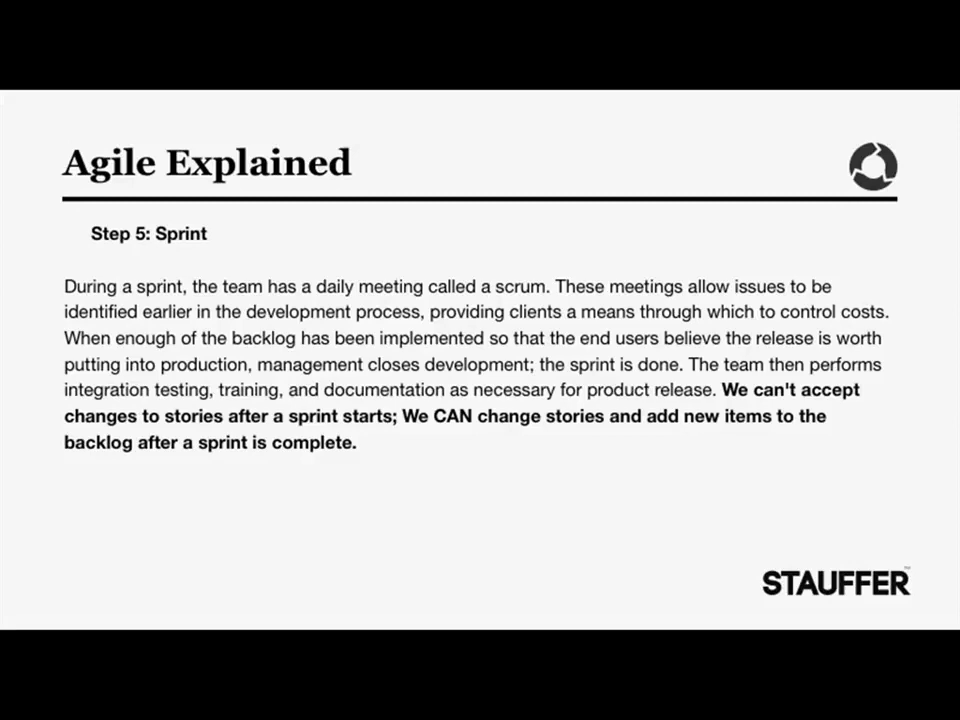 Agile Explained
Step 5: Sprint
During a sprint, the team has a daily meeting called a scrum. These meetings allow issues to be
identified earlier in the development process, providing clients a means through which to control costs.
When enough of the backlog has been implemented so that the end users believe the release is worth
putting into production, management closes development; the sprint is done. The team then performs
integration testing, training, and documentation as necessary for product release. We can't accept
changes to stories after a sprint starts; We CAN change stories and add new items to the
backlog after a sprint is complete.
STAUFFER™